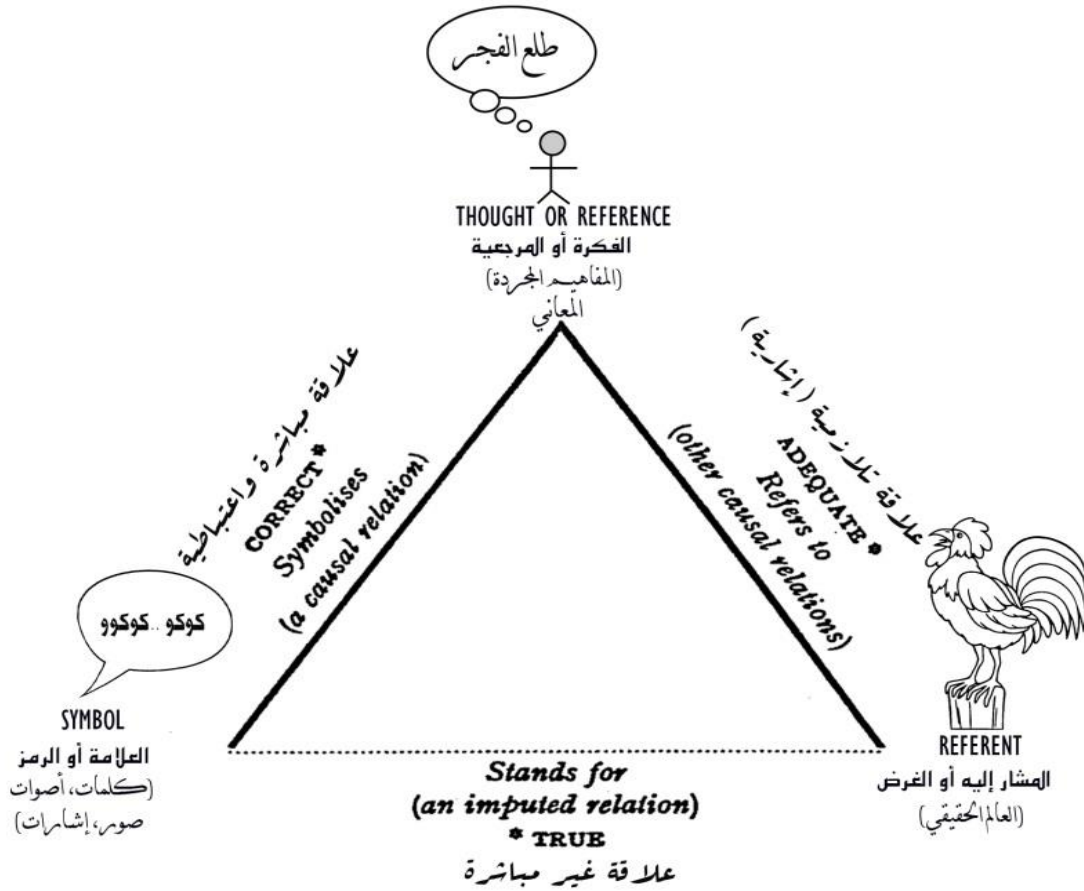 طلع الفجر
THOUGHT OR REFERENCE
الفكرة أو المرجعية
(المفاهيم المجردة)
المعاني
علاقة مباشرة واعتباطية
CORRECT*
Symbolises
(a causal relation)
علاقة تلازمية (إشارية)
ADEQUATE*
Refers to
(other causal relations)
كوكو..كوكوو
SYMBOL
العلامة أو الرمز
(كلمات، أصوات
صور، إشارات)
REFERENT
المشار إليه أو الغرض
(العالم الحقيقي)
Stands for
(an imputed relation)
* TRUE
علاقة غير مباشرة